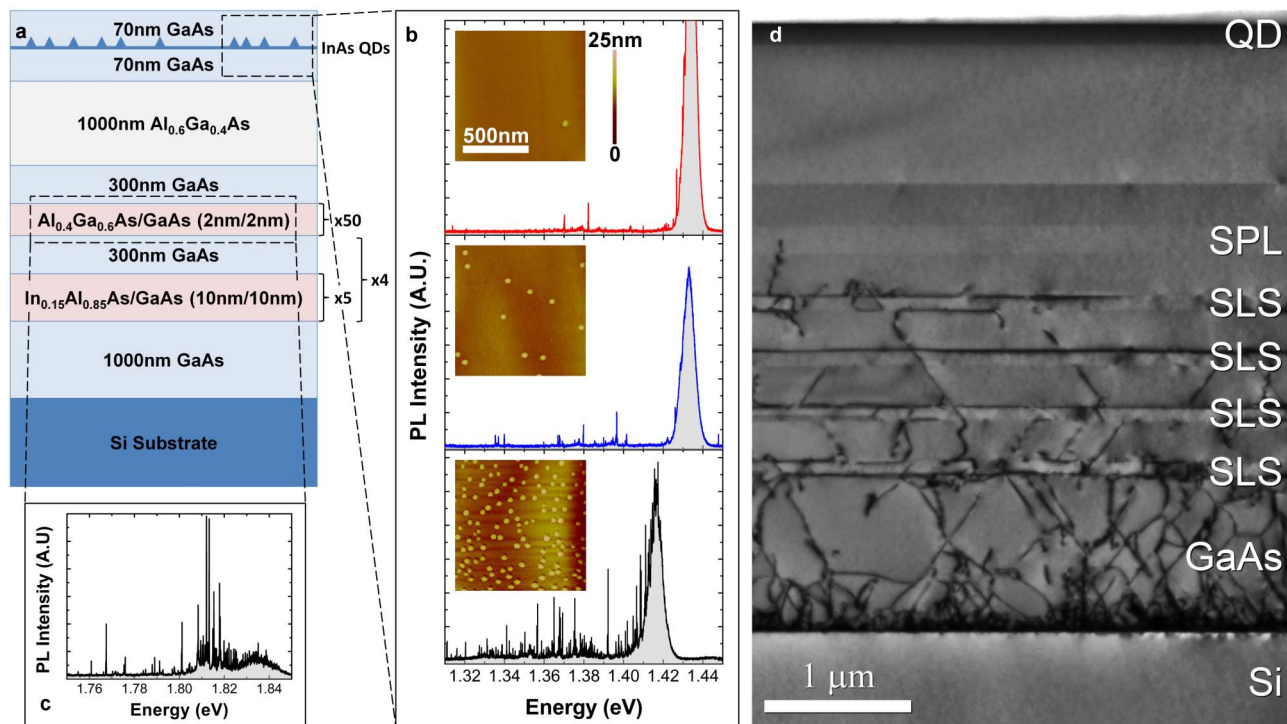 a
70nm GaAs
InAs QDs
70nm GaAs
1000nm Al0.6Ga0.4As
300nm GaAs
Al0.4Ga0.6As/GaAs (2nm/2nm)
x50
300nm GaAs
x4
In0.15Al0.85As/GaAs (10nm/10nm)
x5
1000nm GaAs
Si Substrate
PL Intensity (A.U)
1.76 1.78 1.80 1.82 1.84
c
Energy (eV)
b
25nm
500nm
0
PL Intensity (A.U.)
1.32 1.34 1.36 1.38 1.40 1.42 1.44
Energy (eV)
d
QD
SPL
SLS
SLS
SLS
SLS
GaAs
Si
1 μm